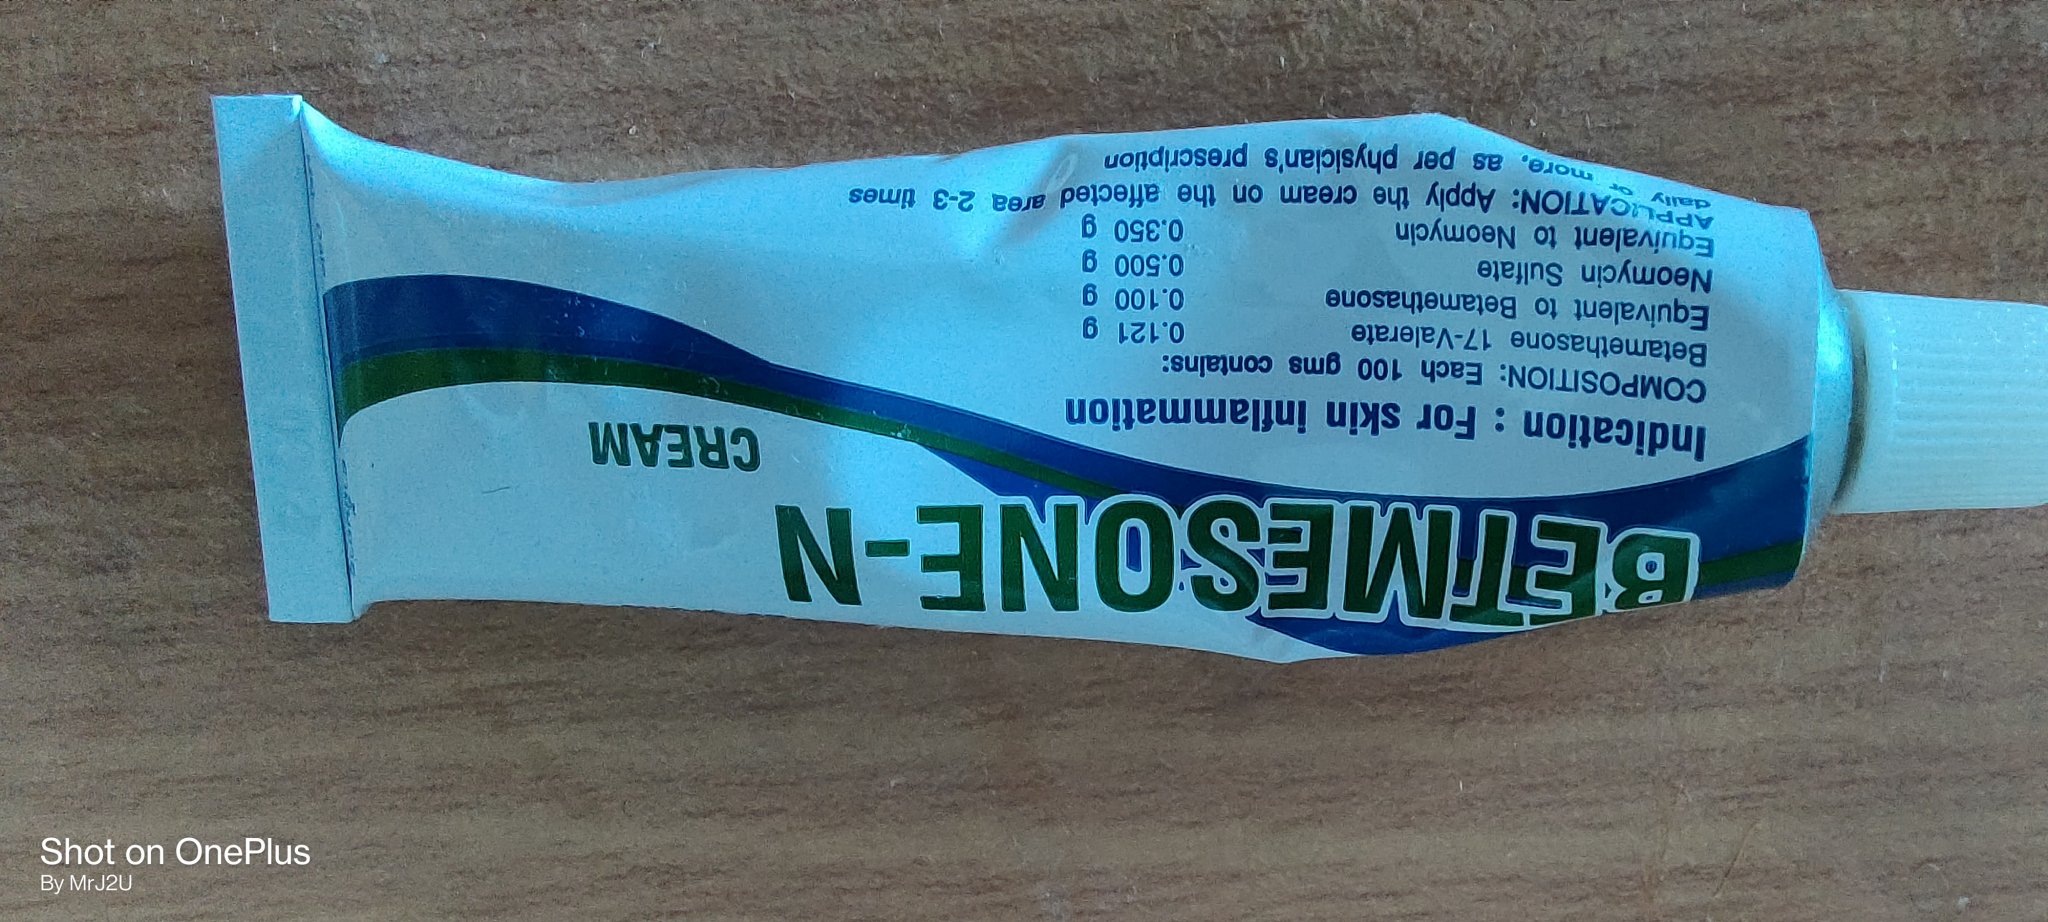 BETMESONE-N
CREAM
Indication : For skin inflammation
COMPOSITION: Each 100 gms contains:
Betamethasone 17-Valerate 0.121 g
Equivalent to Betamethasone 0.100 g
Neomycin Sulfate 0.500 g
Equivalent to Neomycin 0.350 g
APPLICATION: Apply the cream on the affected area 2-3 times
daily or more, as per physician's prescription
Shot on OnePlus
By MrJ2U